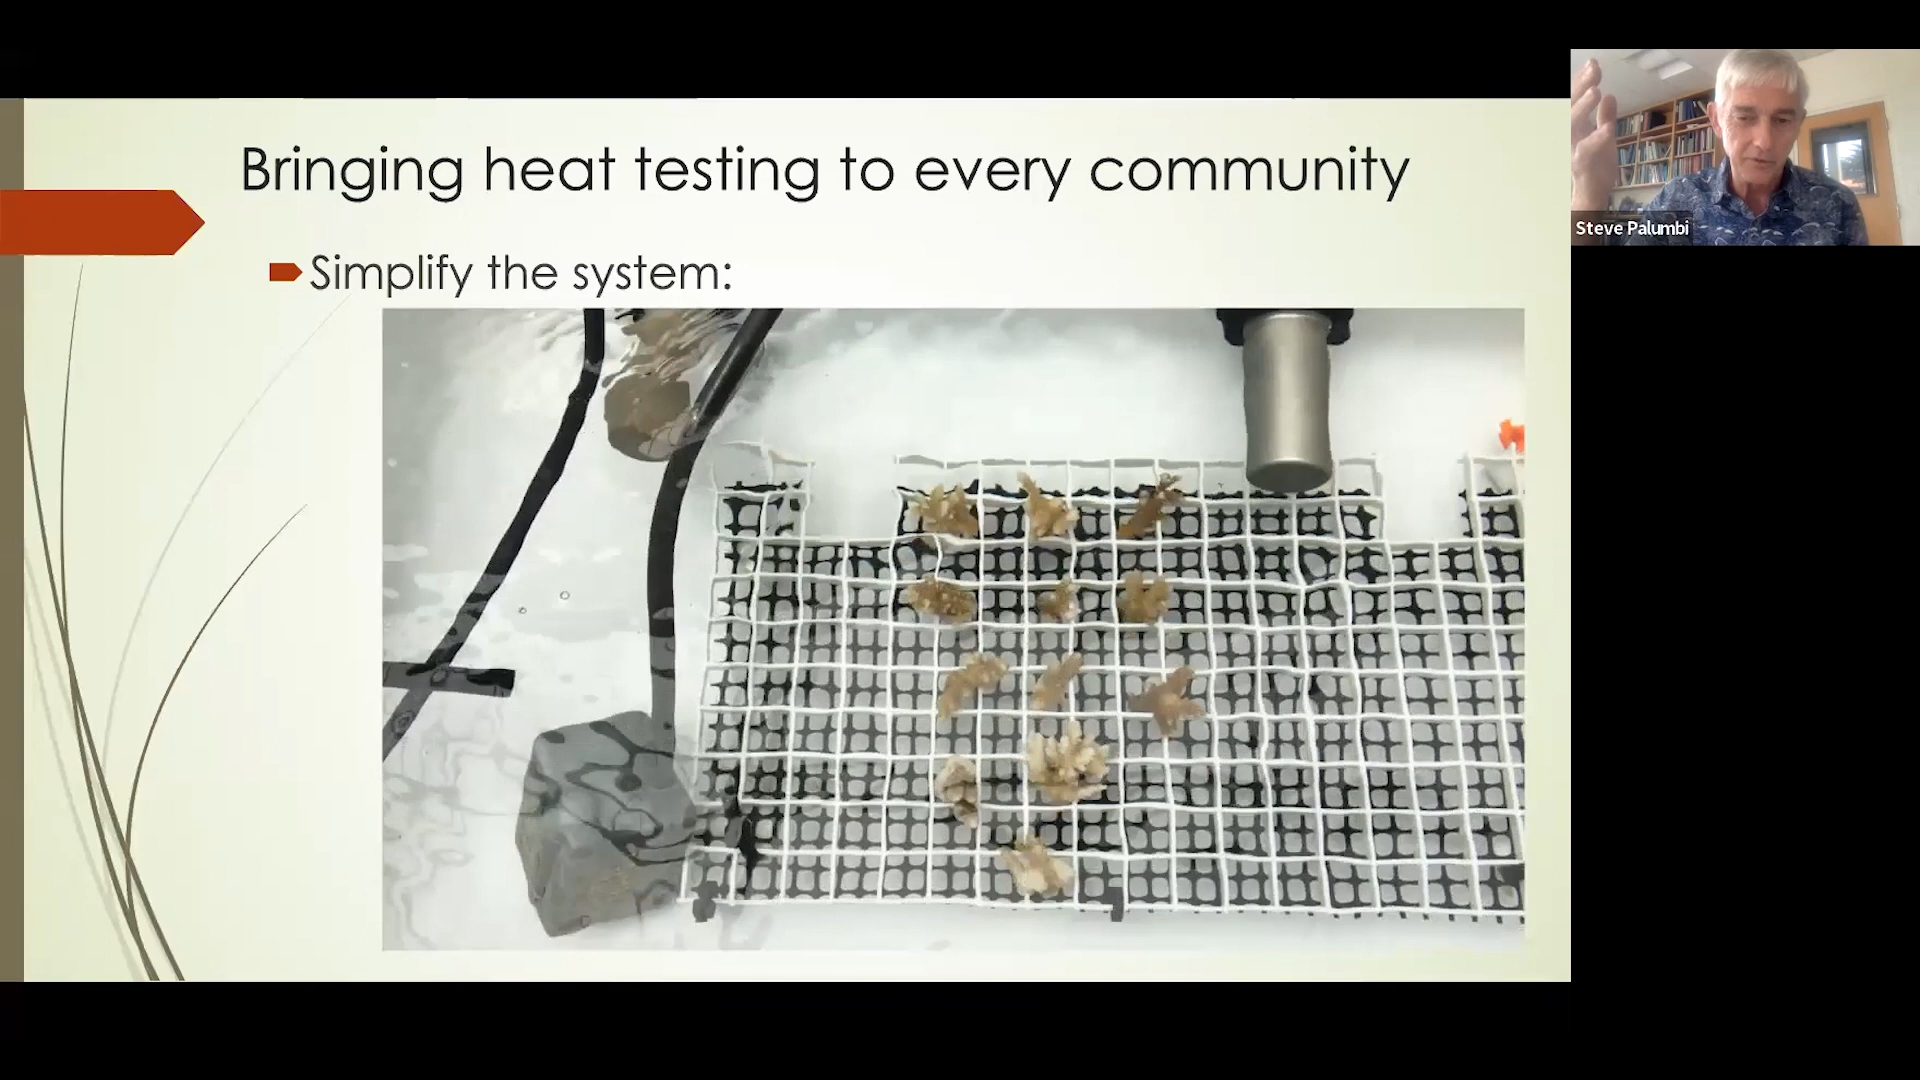 Bringing heat testing to every community
Simplify the system:
Steve Palumbi